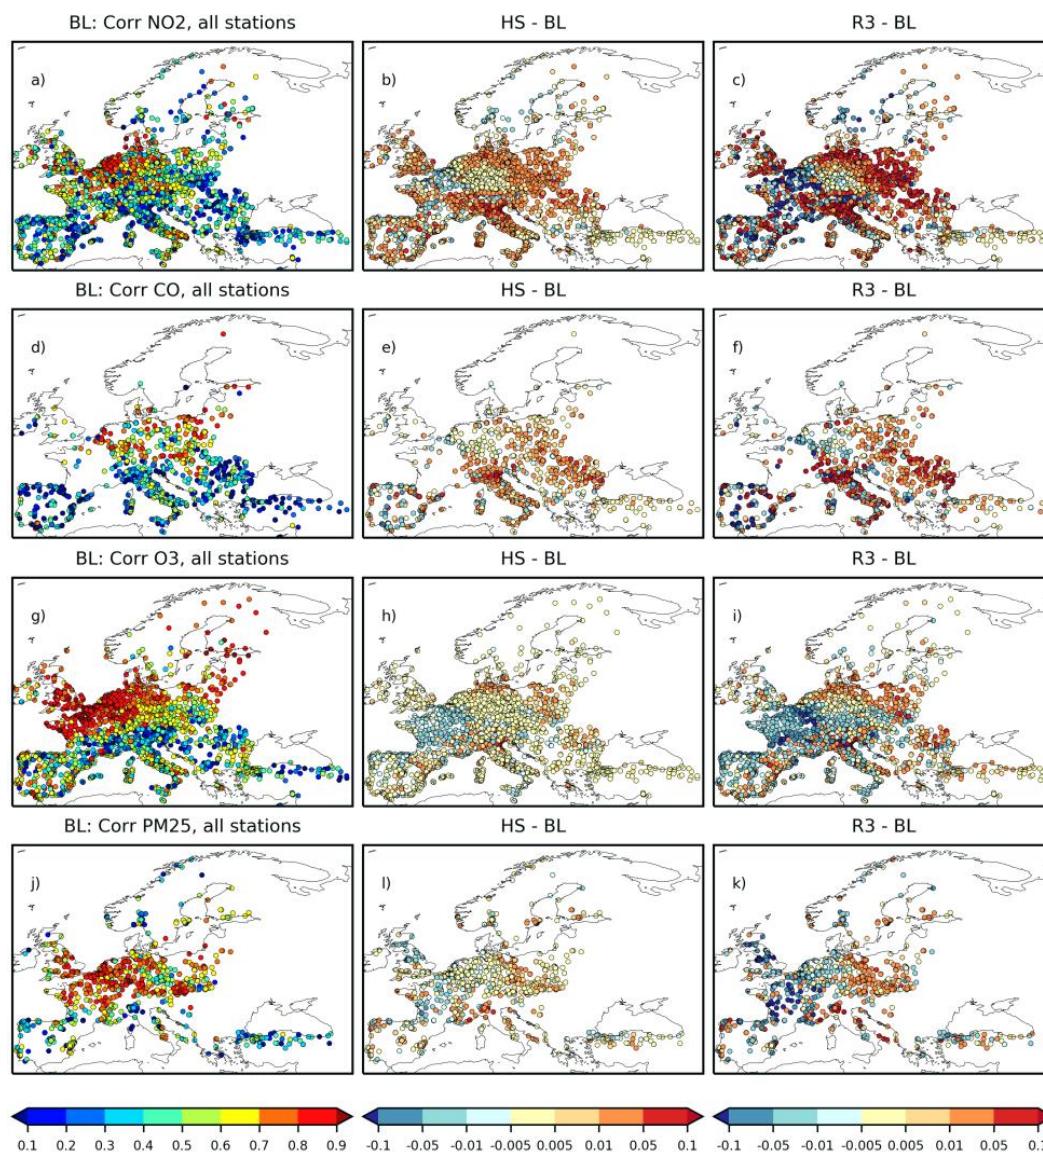 BL: Corr NO2, all stations HS - BL R3 - BL
a) b) c)
BL: Corr CO, all stations HS - BL R3 - BL
d) e) f)
BL: Corr O3, all stations HS - BL R3 - BL
g) h) i)
BL: Corr PM25, all stations HS - BL R3 - BL
j) l) k)
0.1 0.2 0.3 0.4 0.5 0.6 0.7 0.8 0.9 -0.1 -0.05 -0.01 -0.005 0.005 0.01 0.05 0.1 -0.1 -0.05 -0.01 -0.005 0.005 0.01 0.05 0.1